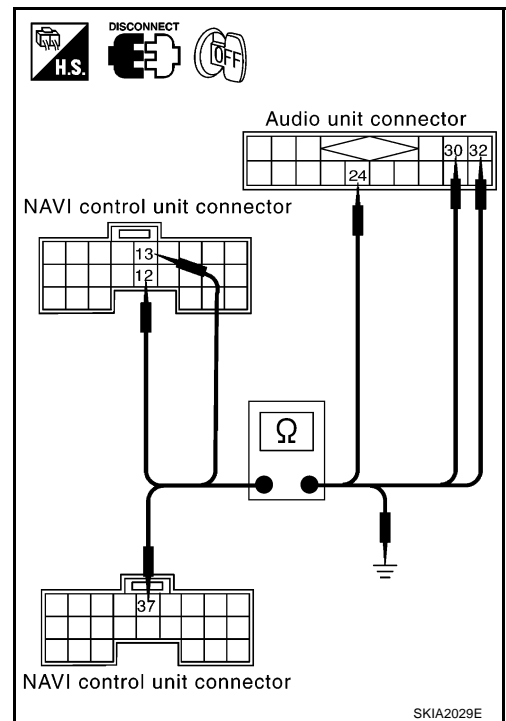 DISCONNECT
H.S.
OFF
Audio unit connector
30 32
24
NAVI control unit connector
13
12
Ω
37
NAVI control unit connector
SKIA2029E